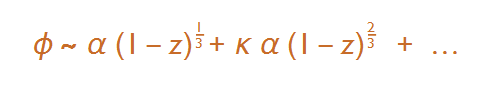 ϕ ~ α (1 – z)^{1/3} + κ α (1 – z)^{2/3} + ...